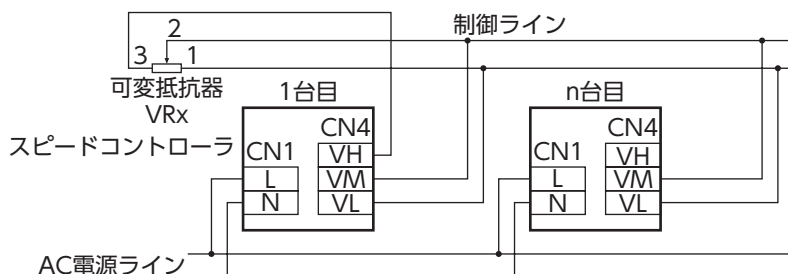 制御ライン
2
3
1
可変抵抗器
VRx
スピードコントローラ
1台目
CN4
CN1
VH
L
VM
N
VL
n台目
CN4
CN1
VH
L
VM
N
VL
AC電源ライン